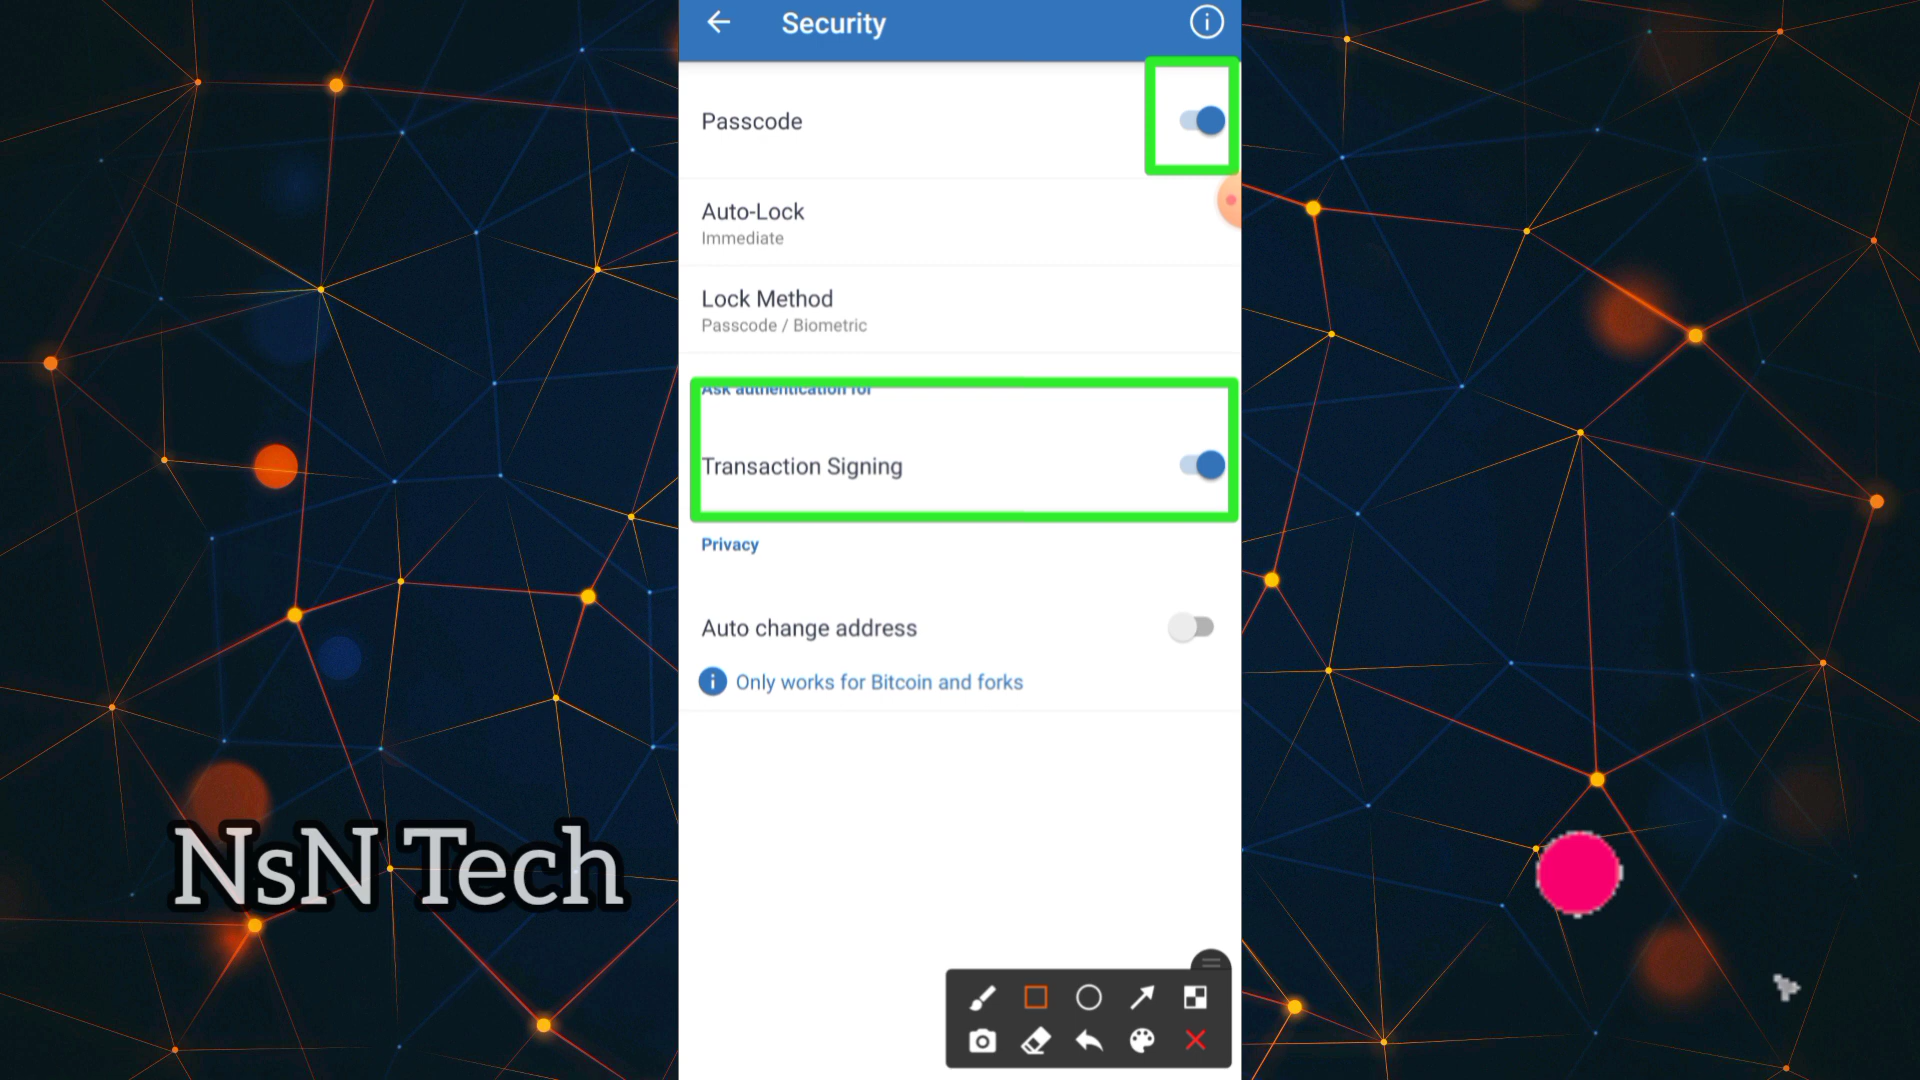 Security
Passcode
Auto-Lock
Immediate
Lock Method
Passcode / Biometric
Ask authentication for
Transaction Signing
Privacy
Auto change address
Only works for Bitcoin and forks
NsN Tech